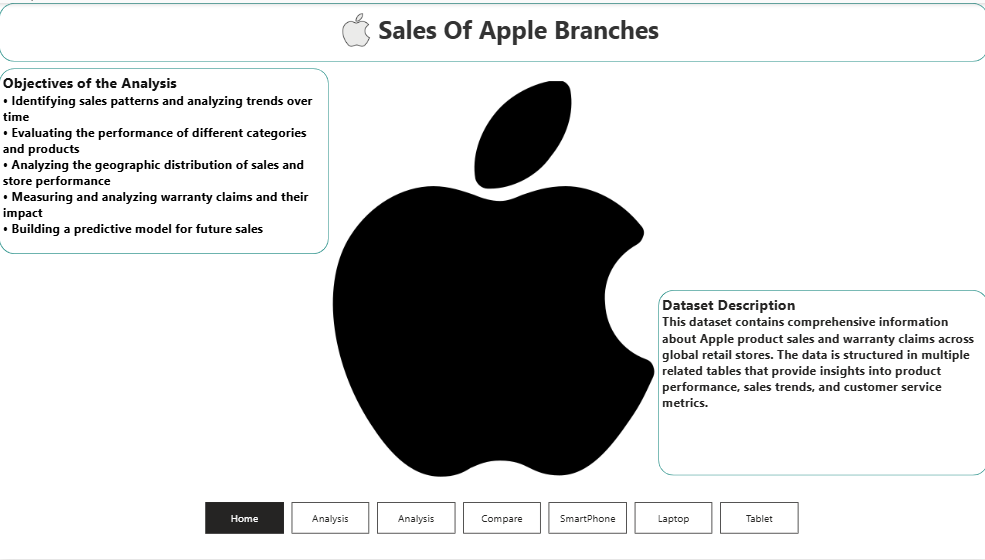 Sales Of Apple Branches
Objectives of the Analysis
• Identifying sales patterns and analyzing trends over
time
• Evaluating the performance of different categories
and products
• Analyzing the geographic distribution of sales and
store performance
• Measuring and analyzing warranty claims and their
impact
• Building a predictive model for future sales
Dataset Description
This dataset contains comprehensive information
about Apple product sales and warranty claims across
global retail stores. The data is structured in multiple
related tables that provide insights into product
performance, sales trends, and customer service
metrics.
Home
Analysis
Analysis
Compare
SmartPhone
Laptop
Tablet